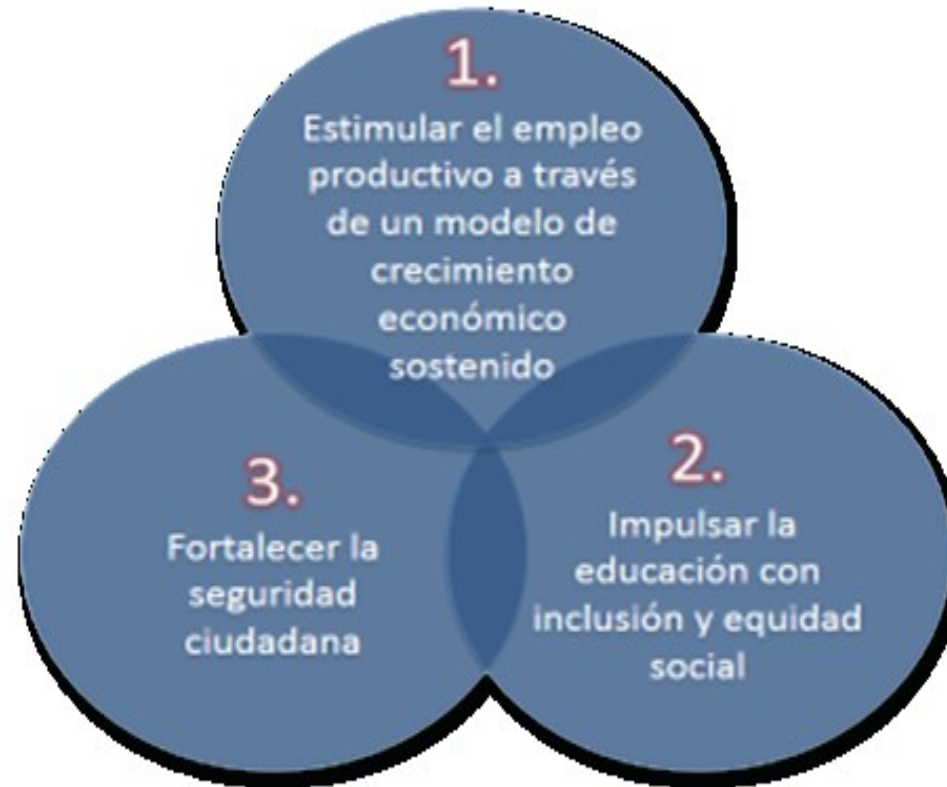 1.
Estimular el empleo
productivo a través
de un modelo de
crecimiento
económico
sostenido
2.
Impulsar la
educación con
inclusión y equidad
social
3.
Fortalecer la
seguridad
ciudadana